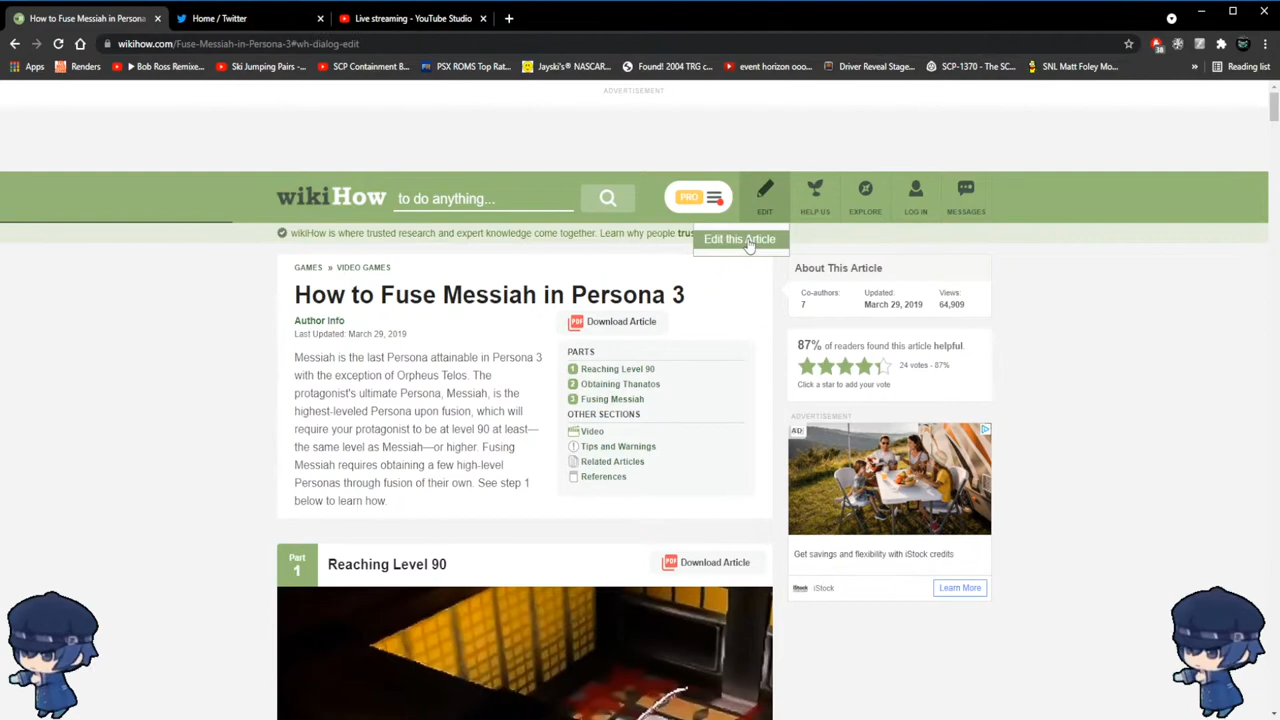 How to Fuse Messiah in Persona
Home / Twitter
Live streaming - YouTube Studio
wikihow.com/Fuse-Messiah-in-Persona-3#wh-dialog-edit
38
Apps
Renders
Bob Ross Remixe...
Ski Jumping Pairs -...
SCP Containment B...
PSX ROMS Top Rat...
Jayski's® NASCAR...
Found! 2004 TRG c...
event horizon ooo...
Driver Reveal Stage...
SCP-1370 - The SC...
SNL Matt Foley Mo...
»
Reading list
ADVERTISEMENT
wikiHow
to do anything...
PRO
EDIT
HELP US
EXPLORE
LOG IN
MESSAGES
wikiHow is where trusted research and expert knowledge come together. Learn why people trus
Edit this Article
GAMES » VIDEO GAMES
How to Fuse Messiah in Persona 3
Author Info
Last Updated: March 29, 2019
PDF Download Article
Messiah is the last Persona attainable in Persona 3
with the exception of Orpheus Telos. The
protagonist's ultimate Persona, Messiah, is the
highest-leveled Persona upon fusion, which will
require your protagonist to be at level 90 at least—
the same level as Messiah—or higher. Fusing
Messiah requires obtaining a few high-level
Personas through fusion of their own. See step 1
below to learn how.
PARTS
1 Reaching Level 90
2 Obtaining Thanatos
3 Fusing Messiah
OTHER SECTIONS
Video
Tips and Warnings
Related Articles
References
About This Article
Co-authors: Updated: Views:
7 March 29, 2019 64,909
87% of readers found this article helpful.
24 votes - 87%
Click a star to add your vote
ADVERTISEMENT
AD
Get savings and flexibility with iStock credits
iStock iStock
Learn More
Part
1
Reaching Level 90
PDF Download Article